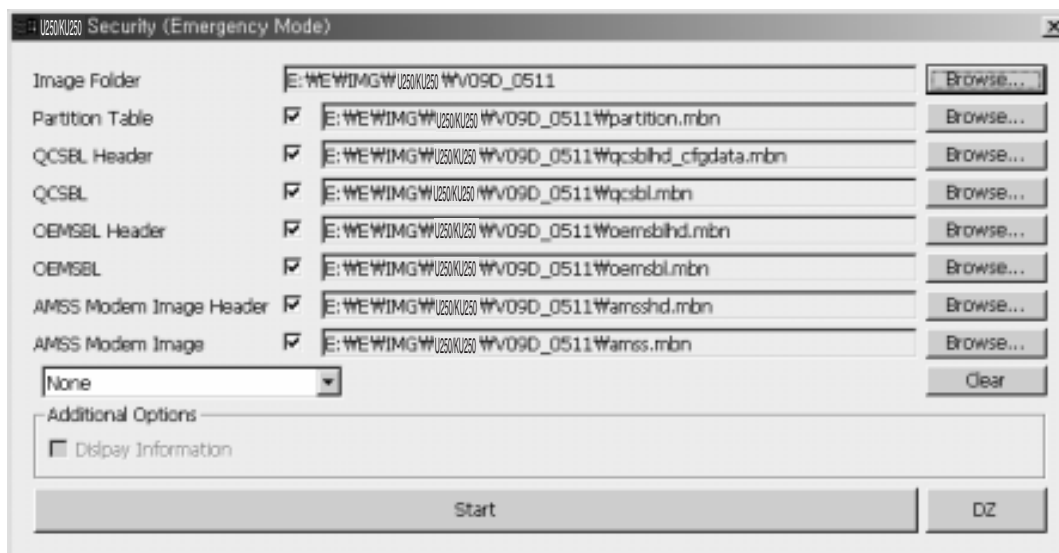 U250/KU250 Security (Emergency Mode)
Image Folder E:₩E₩IMG₩U250/KU250₩V09D_0511 Browse...
Partition Table E:₩E₩IMG₩U250/KU250₩V09D_0511₩partition.mbn Browse...
QCSBL Header E:₩E₩IMG₩U250/KU250₩V09D_0511₩qcsblhd_cfgdata.mbn Browse...
QCSBL E:₩E₩IMG₩U250/KU250₩V09D_0511₩qcsbl.mbn Browse...
OEMSBL Header E:₩E₩IMG₩U250/KU250₩V09D_0511₩oemsblhd.mbn Browse...
OEMSBL E:₩E₩IMG₩U250/KU250₩V09D_0511₩oemsbl.mbn Browse...
AMSS Modem Image Header E:₩E₩IMG₩U250/KU250₩V09D_0511₩amsshd.mbn Browse...
AMSS Modem Image E:₩E₩IMG₩U250/KU250₩V09D_0511₩amss.mbn Browse...
None Clear
Additional Options
Dislpay Information
Start DZ